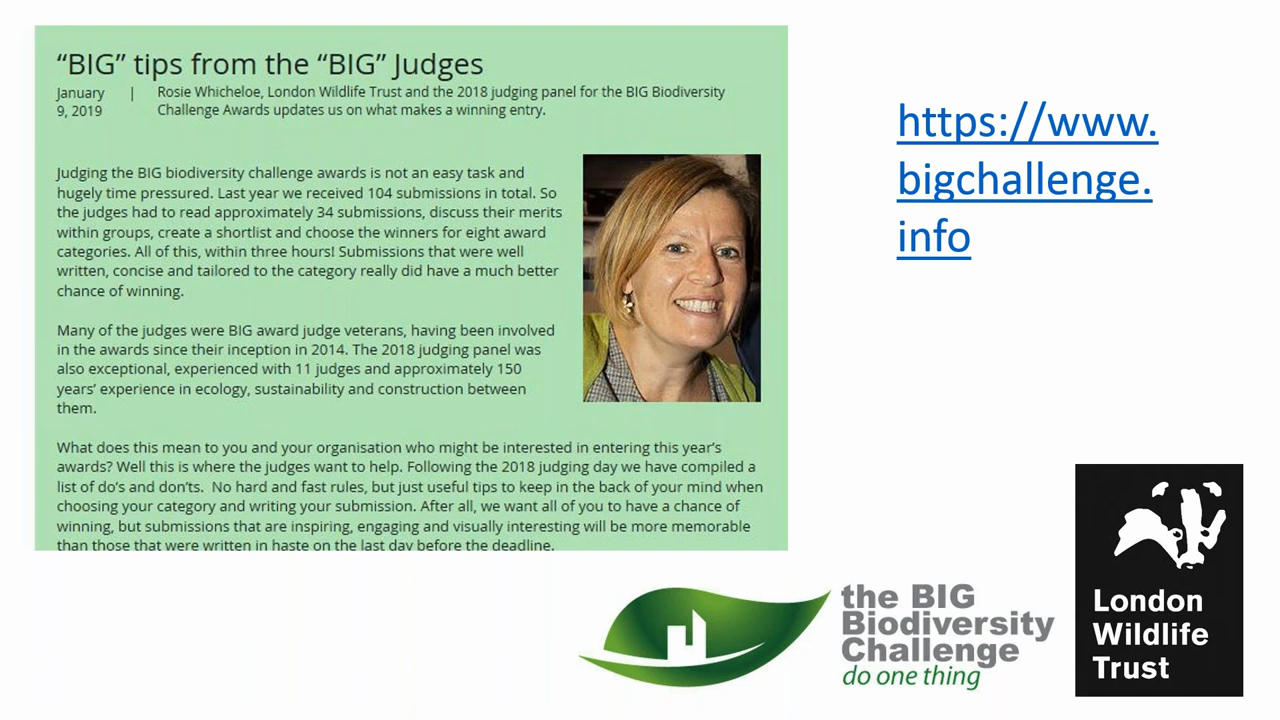 “BIG” tips from the “BIG” Judges
January | Rosie Whicheloe, London Wildlife Trust and the 2018 judging panel for the BIG Biodiversity
9, 2019 Challenge Awards updates us on what makes a winning entry.
Judging the BIG biodiversity challenge awards is not an easy task and
hugely time pressured. Last year we received 104 submissions in total. So
the judges had to read approximately 34 submissions, discuss their merits
within groups, create a shortlist and choose the winners for eight award
categories. All of this, within three hours! Submissions that were well
written, concise and tailored to the category really did have a much better
chance of winning.
Many of the judges were BIG award judge veterans, having been involved
in the awards since their inception in 2014. The 2018 judging panel was
also exceptional, experienced with 11 judges and approximately 150
years’ experience in ecology, sustainability and construction between
them.
What does this mean to you and your organisation who might be interested in entering this year’s
awards? Well this is where the judges want to help. Following the 2018 judging day we have compiled a
list of do’s and don’ts. No hard and fast rules, but just useful tips to keep in the back of your mind when
choosing your category and writing your submission. After all, we want all of you to have a chance of
winning, but submissions that are inspiring, engaging and visually interesting will be more memorable
than those that were written in haste on the last day before the deadline.
https://www.
bigchallenge.
info
the BIG
Biodiversity
Challenge
do one thing
London
Wildlife
Trust